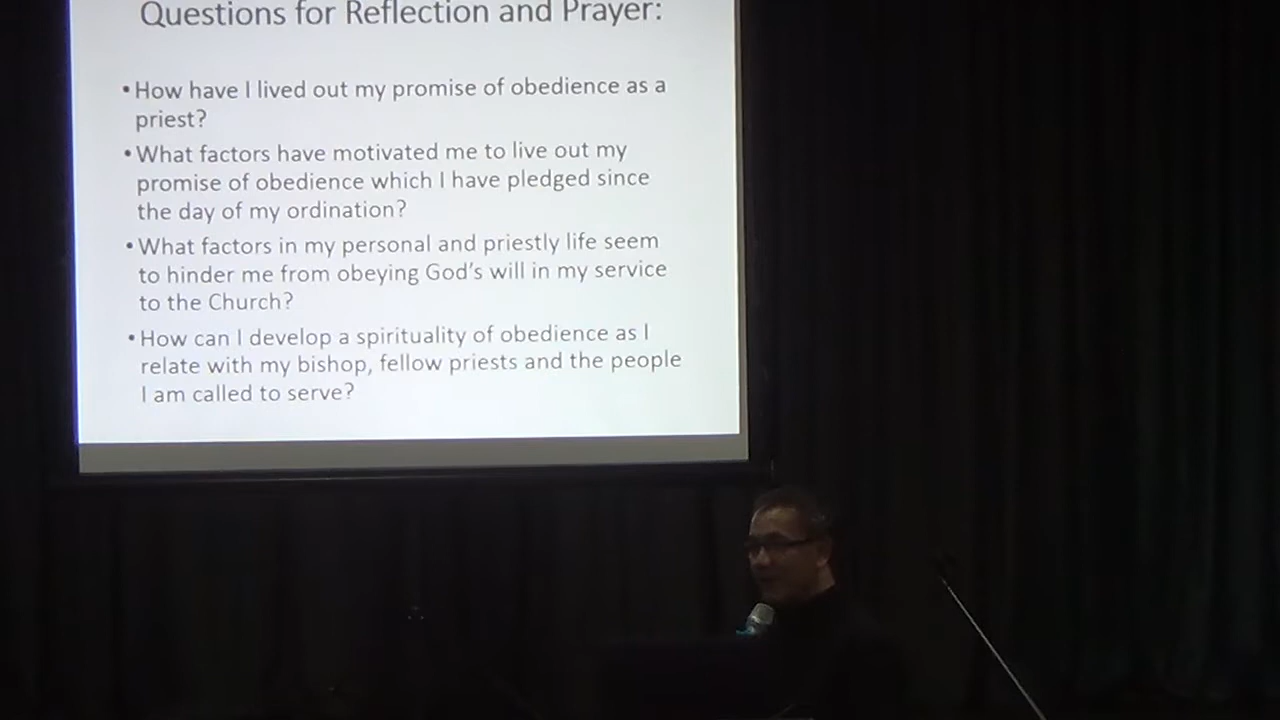 Questions for Reflection and Prayer:
• How have I lived out my promise of obedience as a
priest?
• What factors have motivated me to live out my
promise of obedience which I have pledged since
the day of my ordination?
• What factors in my personal and priestly life seem
to hinder me from obeying God's will in my service
to the Church?
• How can I develop a spirituality of obedience as I
relate with my bishop, fellow priests and the people
I am called to serve?